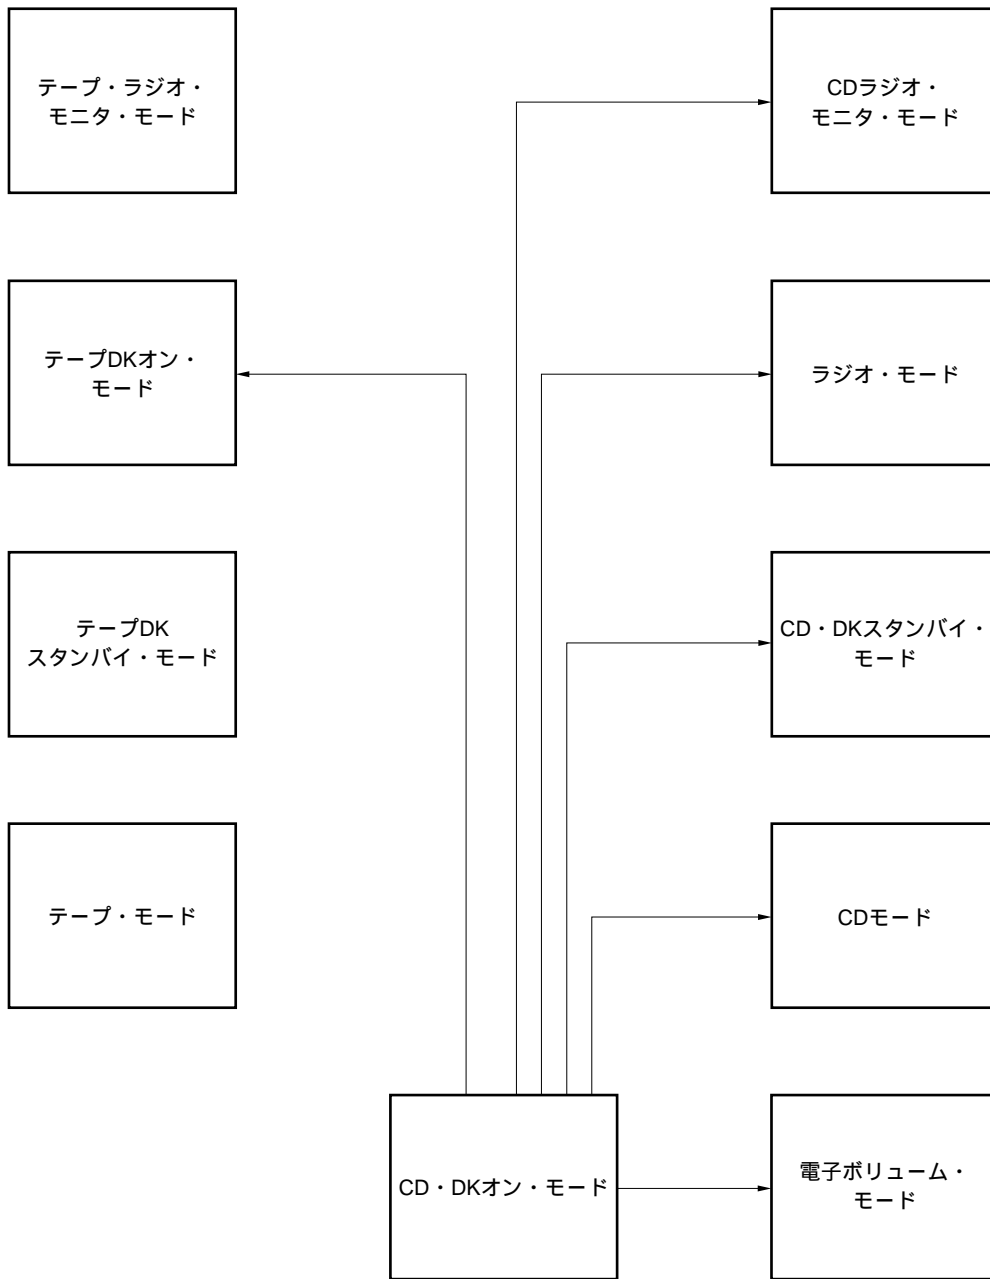 テープ・ラジオ・
モニタ・モード
CDラジオ・
モニタ・モード
テープDKオン・
モード
ラジオ・モード
テープDK
スタンバイ・モード
CD・DKスタンバイ・
モード
テープ・モード
CDモード
CD・DKオン・モード
電子ボリューム・
モード